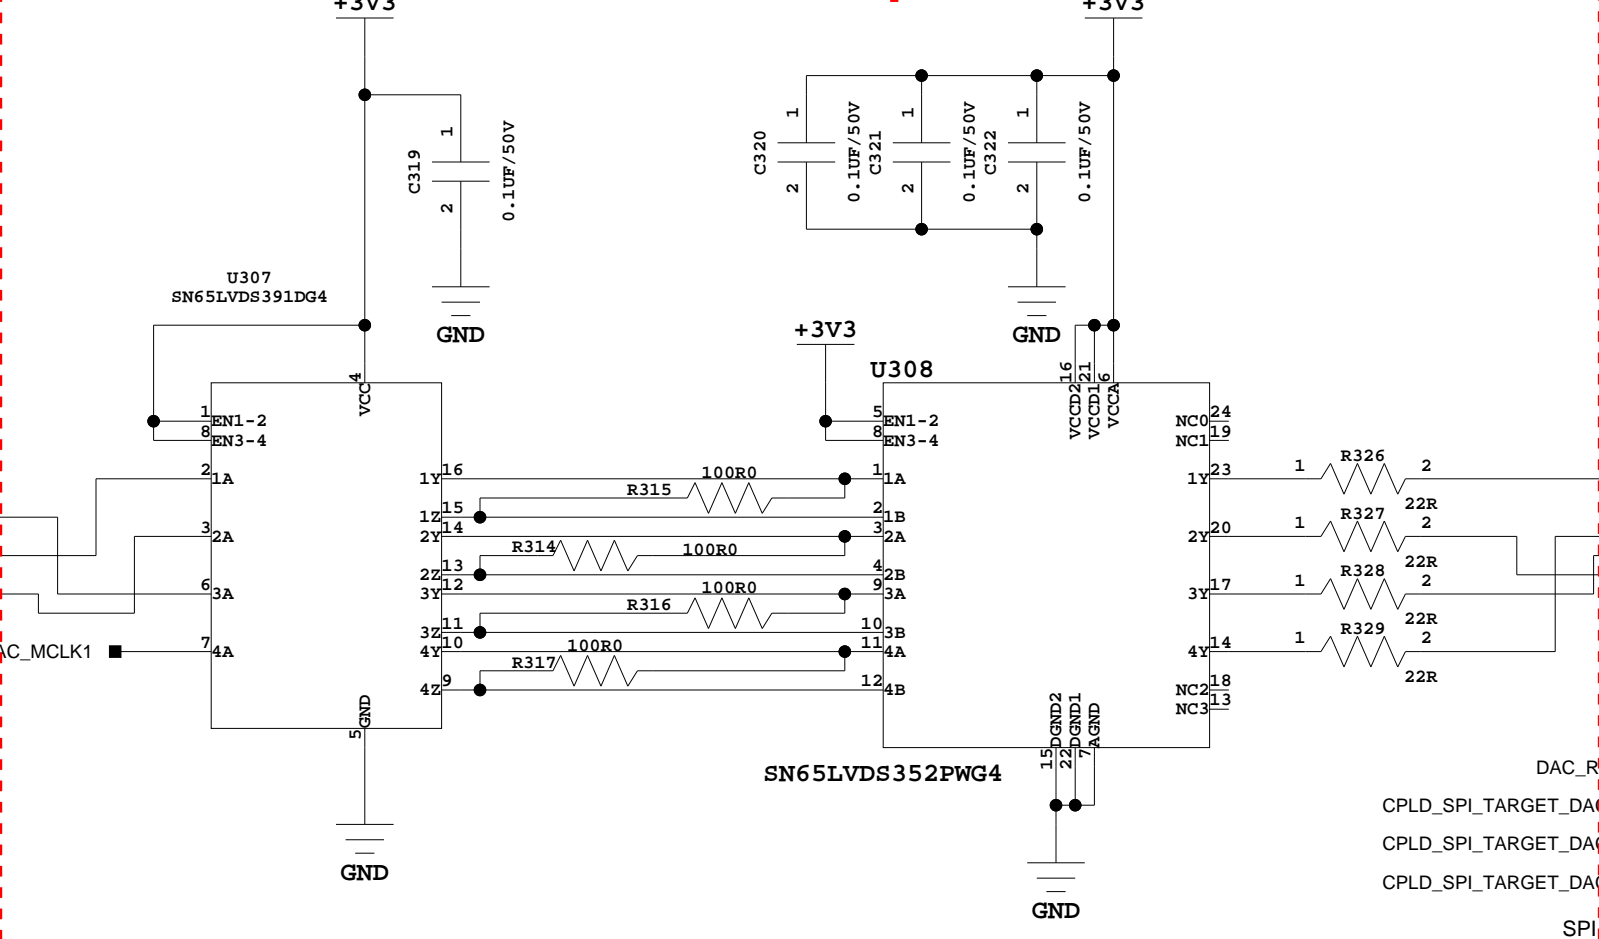 +3V3
+3V3
C319
1
2
0.1UF/50V
C320
1
2
0.1UF/50V
C321
1
2
0.1UF/50V
C322
1
2
0.1UF/50V
GND
GND
U307
SN65LVDS391DG4
4
VCC
1
EN1-2
8
EN3-4
2
1A
3
2A
6
3A
7
4A
1Y
16
1Z
15
2Y
14
2Z
13
3Y
12
3Z
11
4Y
10
4Z
9
5
GND
GND
R315
100R0
R314
100R0
R316
100R0
R317
100R0
+3V3
U308
5
EN1-2
8
EN3-4
1
1A
2
1B
3
2A
4
2B
9
3A
10
3B
11
4A
12
4B
16
VCCD2
21
VCCD1
6
VCCA
NC0
24
NC1
19
1Y
23
2Y
20
3Y
17
4Y
14
NC2
18
NC3
13
15
DGND2
22
DGND1
7
AGND
SN65LVDS352PWG4
GND
1
R326
2
22R
1
R327
2
22R
1
R328
2
22R
1
R329
2
22R
AC_MCLK1
DAC_R
CPLD_SPI_TARGET_DA
CPLD_SPI_TARGET_DA
CPLD_SPI_TARGET_DA
SPI